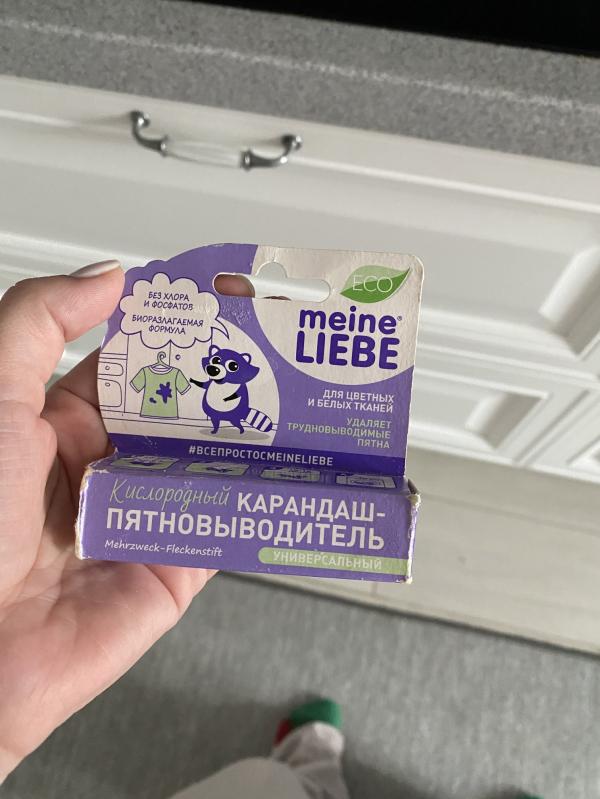 БЕЗ ХЛОРА
И ФОСФАТОВ
БИОРАЗЛАГАЕМАЯ
ФОРМУЛА
ECO
meine®
LIEBE
ДЛЯ ЦВЕТНЫХ
И БЕЛЫХ ТКАНЕЙ
УДАЛЯЕТ
ТРУДНОВЫВОДИМЫЕ
ПЯТНА
#ВСЕПРОСТОСMEINELIEBE
Кислородный КАРАНДАШ-
ПЯТНОВЫВОДИТЕЛЬ
Mehrzweck-Fleckenstift
УНИВЕРСАЛЬНЫЙ